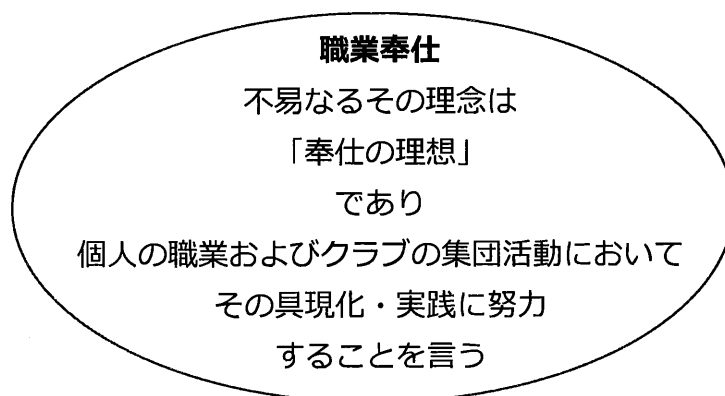 職業奉仕
不易なるその理念は
「奉仕の理想」
であり
個人の職業およびクラブの集団活動において
その具現化・実践に努力
することを言う